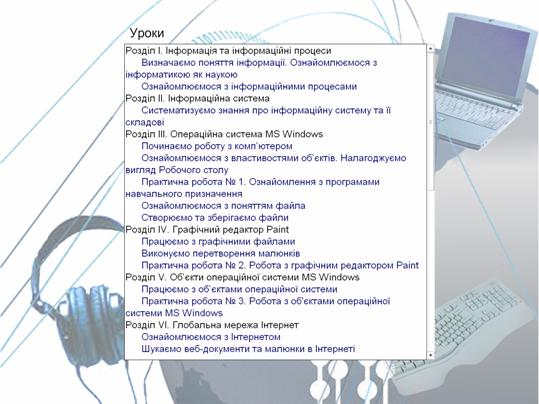 Уроки
Розділ I. Інформація та інформаційні процеси
Визначаємо поняття інформації. Ознайомлюємося з
інформатикою як наукою
Ознайомлюємося з інформаційними процесами
Розділ II. Інформаційна система
Систематизуємо знання про інформаційну систему та її
складові
Розділ III. Операційна система MS Windows
Починаємо роботу з комп'ютером
Ознайомлюємося з властивостями об'єктів. Налагоджуємо
вигляд Робочого столу
Практична робота № 1. Ознайомлення з програмами
навчального призначення
Ознайомлюємося з поняттям файла
Створюємо та зберігаємо файли
Розділ IV. Графічний редактор Paint
Працюємо з графічними файлами
Виконуємо перетворення малюнків
Практична робота № 2. Робота з графічним редактором Paint
Розділ V. Об'єкти операційної системи MS Windows
Працюємо з об'єктами операційної системи
Практична робота № 3. Робота з об'єктами операційної
системи MS Windows
Розділ VI. Глобальна мережа Інтернет
Ознайомлюємося з Інтернетом
Шукаємо веб-документи та малюнки в Інтернеті